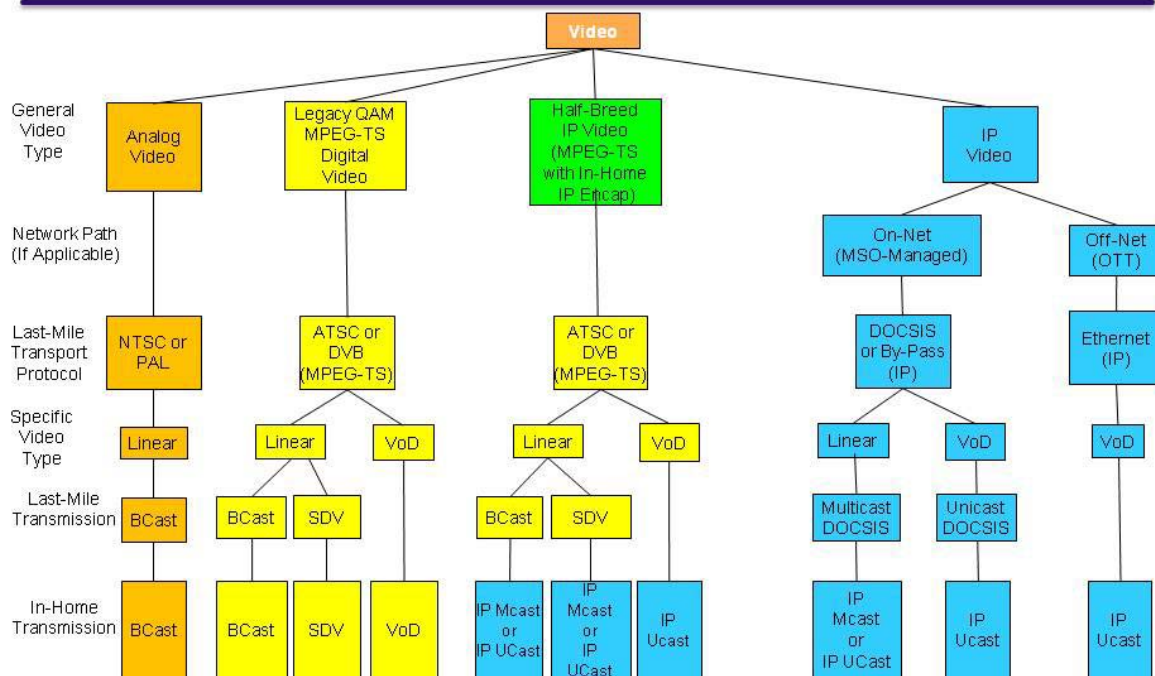 Video
General
Video
Type
Analog
Video
Legacy QAM
MPEG-TS
Digital
Video
Half-Breed
IP Video
(MPEG-TS
with In-Home
IP Encap)
IP
Video
Network Path
(If Applicable)
On-Net
(MSO-Managed)
Off-Net
(OTT)
Last-Mile
Transport
Protocol
NTSC or
PAL
ATSC or
DVB
(MPEG-TS)
ATSC or
DVB
(MPEG-TS)
DOCSIS
or By-Pass
(IP)
Ethernet
(IP)
Specific
Video
Type
Linear
Linear
VoD
Linear
VoD
Linear
VoD
VoD
Last-Mile
Transmission
BCast
BCast
SDV
BCast
SDV
Multicast
DOCSIS
Unicast
DOCSIS
In-Home
Transmission
BCast
BCast
SDV
VoD
IP Mcast
or
IP UCast
IP
Mcast
or
IP
UCast
IP
Ucast
IP
Mcast
or
IP UCast
IP
Ucast
IP
Ucast